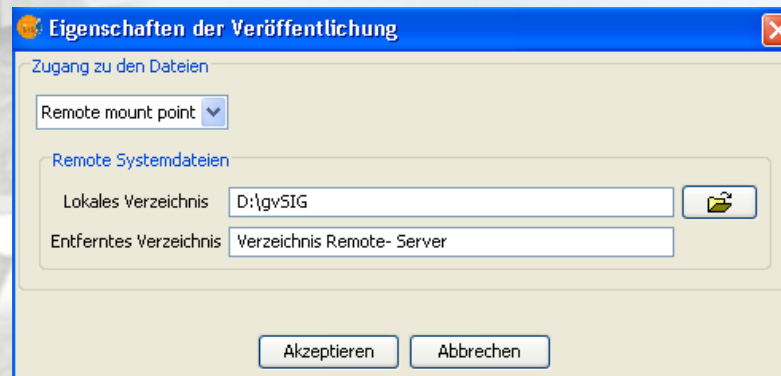 Eigenschaften der Veröffentlichung
Zugang zu den Dateien
Remote mount point
Remote Systemdateien
Lokales Verzeichnis D:\gvSIG
Entferntes Verzeichnis Verzeichnis Remote- Server
Akzeptieren Abbrechen